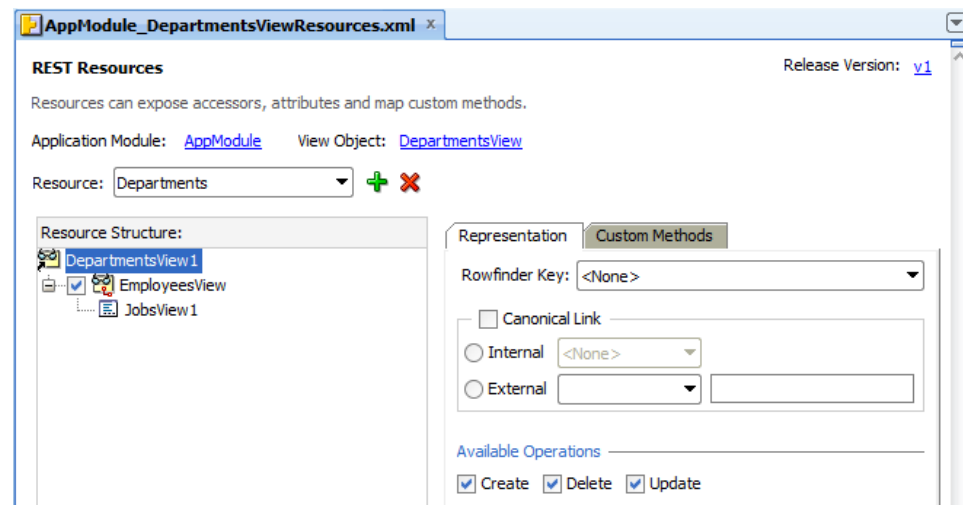 AppModule_DepartmentsViewResources.xml x
REST Resources
Release Version: v1
Resources can expose accessors, attributes and map custom methods.
Application Module: AppModule View Object: DepartmentsView
Resource: Departments
Resource Structure:
DepartmentsView1
EmployeesView
JobsView1
Representation Custom Methods
Rowfinder Key: <None>
Canonical Link
Internal <None>
External
Available Operations
Create Delete Update